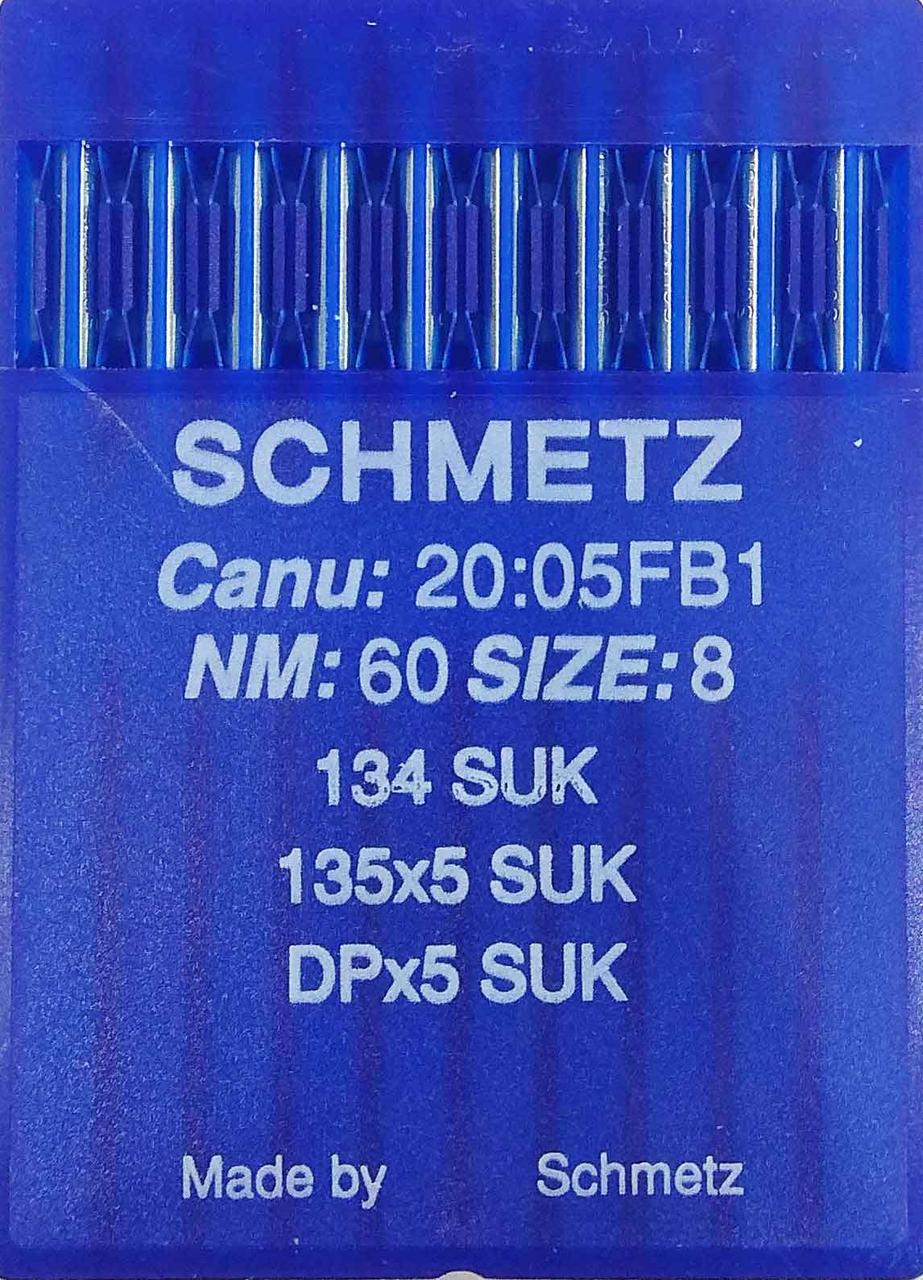 SCHMETZ
Canu: 20:05FB1
NM: 60 SIZE: 8
134 SUK
135x5 SUK
DPx5 SUK
Made by Schmetz